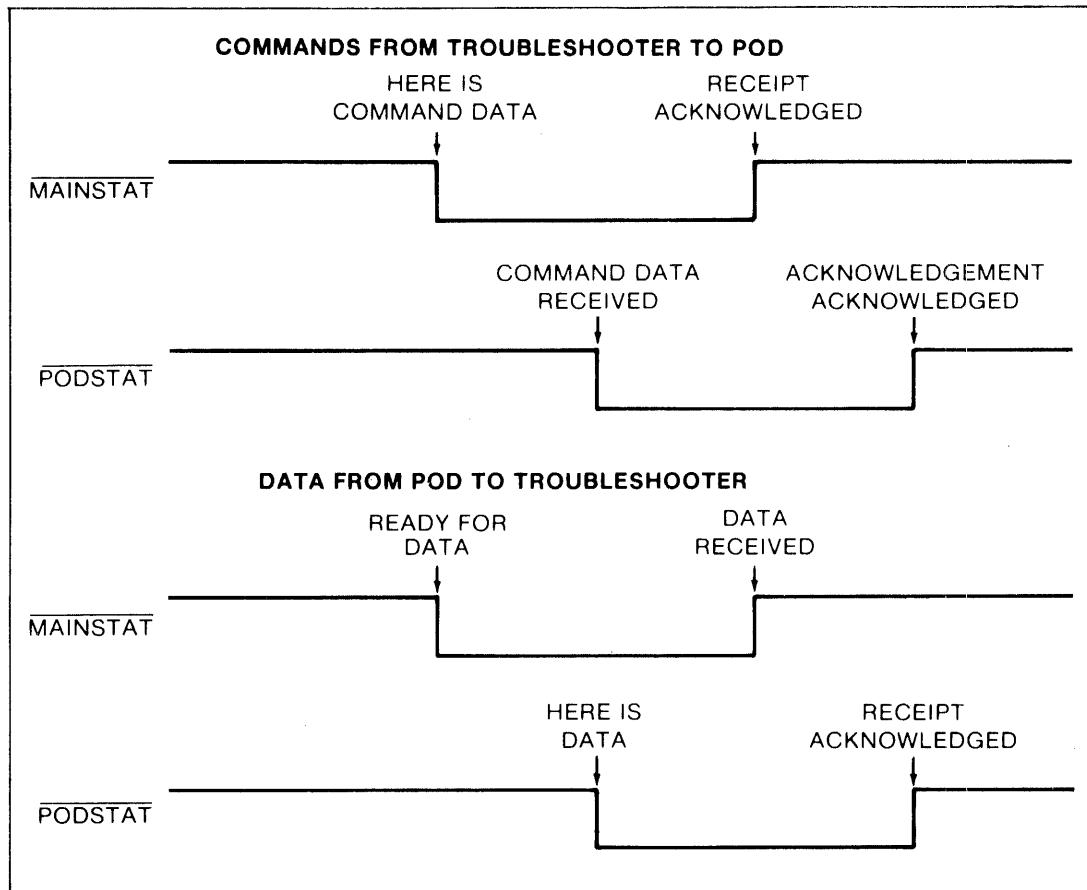 COMMANDS FROM TROUBLESHOOTER TO POD
HERE IS
COMMAND DATA
RECEIPT
ACKNOWLEDGED
MAINSTAT
COMMAND DATA
RECEIVED
ACKNOWLEDGEMENT
ACKNOWLEDGED
PODSTAT
DATA FROM POD TO TROUBLESHOOTER
READY FOR
DATA
DATA
RECEIVED
MAINSTAT
HERE IS
DATA
RECEIPT
ACKNOWLEDGED
PODSTAT